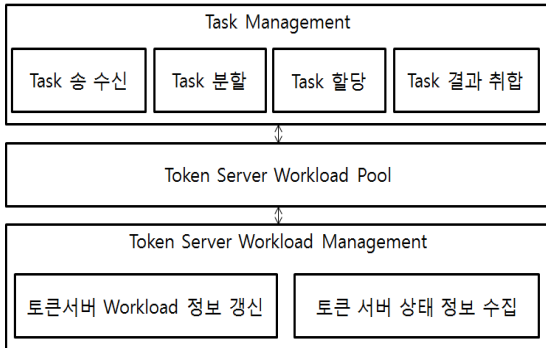 Task Management
Task 송 수신
Task 분할
Task 할당
Task 결과 취합
Token Server Workload Pool
Token Server Workload Management
토큰서버 Workload 정보 갱신
토큰 서버 상태 정보 수집